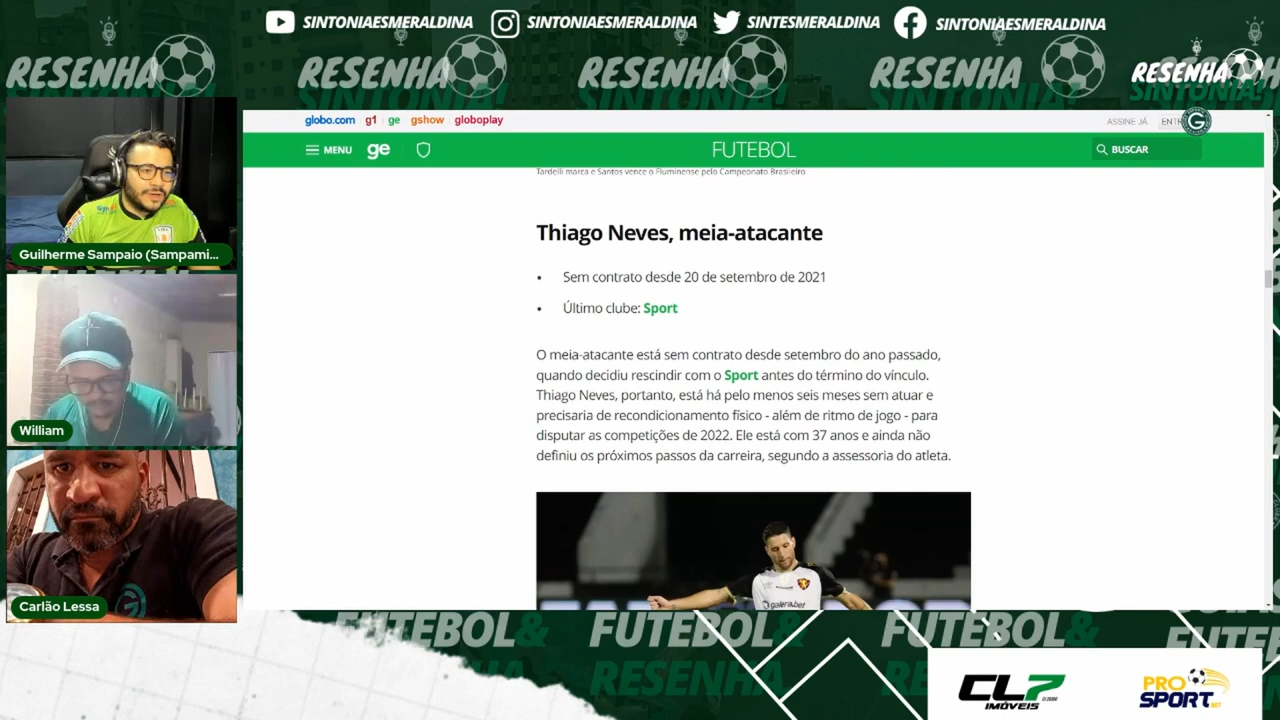 SINTONIAESMERALDINA
SINTONIAESMERALDINA
SINTESMERALDINA
SINTONIAESMERALDINA
RESENHA
RESENHA
RESENHA
RESENHA
RESENHA
SINTONIA!
globo.com g1 ge gshow globoplay
ASSINE JÁ
MENU ge
FUTEBOL
BUSCAR
Tardelli marca e Santos vence o Fluminense pelo Campeonato Brasileiro
Thiago Neves, meia-atacante
• Sem contrato desde 20 de setembro de 2021
• Último clube: Sport
O meia-atacante está sem contrato desde setembro do ano passado,
quando decidiu rescindir com o Sport antes do término do vínculo.
Thiago Neves, portanto, está há pelo menos seis meses sem atuar e
precisaria de recondicionamento físico - além de ritmo de jogo - para
disputar as competições de 2022. Ele está com 37 anos e ainda não
definiu os próximos passos da carreira, segundo a assessoria do atleta.
galera.bet
Guilherme Sampaio (Sampami...
William
Carlão Lessa
FUTEBOL&
FUTEBOL&
FUTEBOL&
RESENHA
CL7
IMÓVEIS
PRO
SPORT